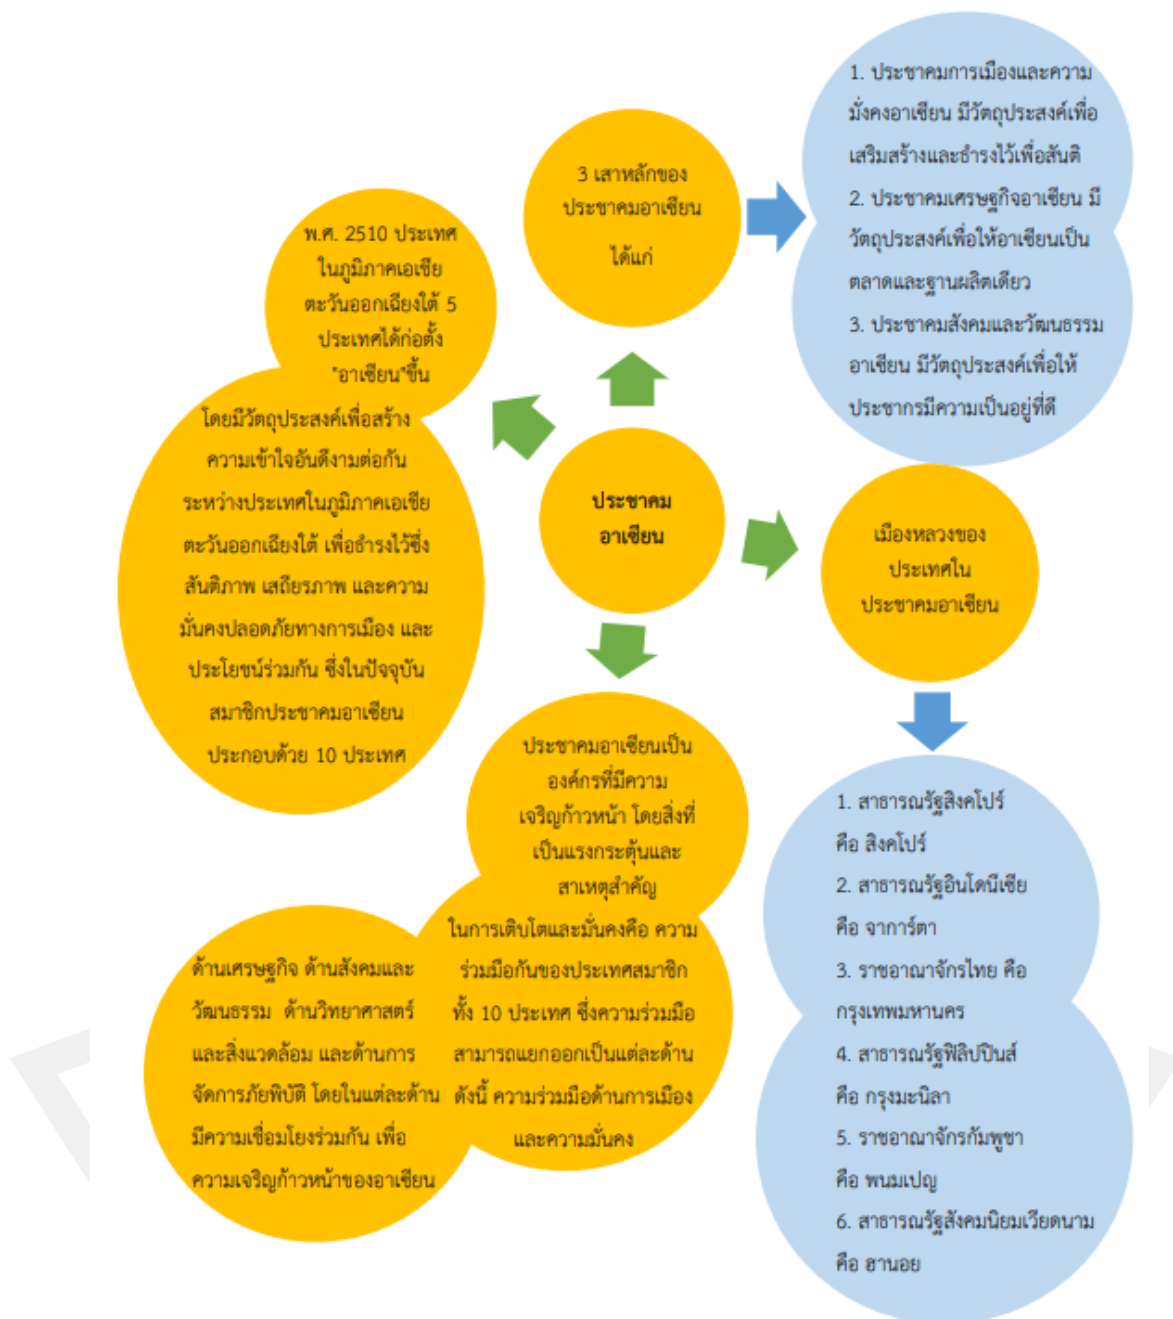 3 เสาหลักของ
ประชาคมอาเซียน
ได้แก่
1. ประชาคมการเมืองและความ
มั่งคงอาเซียน มีวัตถุประสงค์เพื่อ
เสริมสร้างและธำรงไว้เพื่อสันติ
2. ประชาคมเศรษฐกิจอาเซียน มี
วัตถุประสงค์เพื่อให้อาเซียนเป็น
ตลาดและฐานผลิตเดียว
3. ประชาคมสังคมและวัฒนธรรม
อาเซียน มีวัตถุประสงค์เพื่อให้
ประชากรมีความเป็นอยู่ที่ดี
พ.ศ. 2510 ประเทศ
ในภูมิภาคเอเชีย
ตะวันออกเฉียงใต้ 5
ประเทศได้ก่อตั้ง
"อาเซียน"ขึ้น
โดยมีวัตถุประสงค์เพื่อสร้าง
ความเข้าใจอันดีงามต่อกัน
ระหว่างประเทศในภูมิภาคเอเชีย
ตะวันออกเฉียงใต้ เพื่อธำรงไว้ซึ่ง
สันติภาพ เสถียรภาพ และความ
มั่นคงปลอดภัยทางการเมือง และ
ประโยชน์ร่วมกัน ซึ่งในปัจจุบัน
สมาชิกประชาคมอาเซียน
ประกอบด้วย 10 ประเทศ
ประชาคม
อาเซียน
เมืองหลวงของ
ประเทศใน
ประชาคมอาเซียน
ประชาคมอาเซียนเป็น
องค์กรที่มีความ
เจริญก้าวหน้า โดยสิ่งที่
เป็นแรงกระตุ้นและ
สาเหตุสำคัญ
ในการเติบโตและมั่นคงคือ ความ
ร่วมมือกันของประเทศสมาชิก
ทั้ง 10 ประเทศ ซึ่งความร่วมมือ
สามารถแยกออกเป็นแต่ละด้าน
ดังนี้ ความร่วมมือด้านการเมือง
และความมั่นคง
ด้านเศรษฐกิจ ด้านสังคมและ
วัฒนธรรม ด้านวิทยาศาสตร์
และสิ่งแวดล้อม และด้านการ
จัดการภัยพิบัติ โดยในแต่ละด้าน
มีความเชื่อมโยงร่วมกัน เพื่อ
ความเจริญก้าวหน้าของอาเซียน
1. สาธารณรัฐสิงคโปร์
คือ สิงคโปร์
2. สาธารณรัฐอินโดนีเซีย
คือ จาการ์ตา
3. ราชอาณาจักรไทย คือ
กรุงเทพมหานคร
4. สาธารณรัฐฟิลิปปินส์
คือ กรุงมะนิลา
5. ราชอาณาจักรกัมพูชา
คือ พนมเปญ
6. สาธารณรัฐสังคมนิยมเวียดนาม
คือ ฮานอย